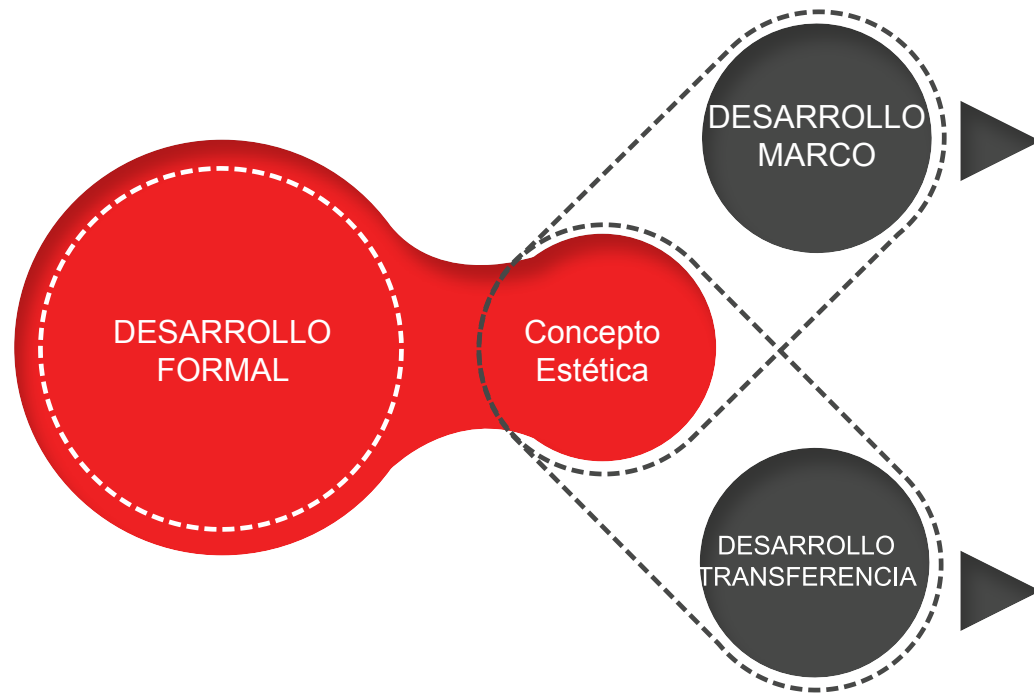 DESARROLLO
FORMAL
Concepto
Estética
DESARROLLO
MARCO
DESARROLLO
TRANSFERENCIA